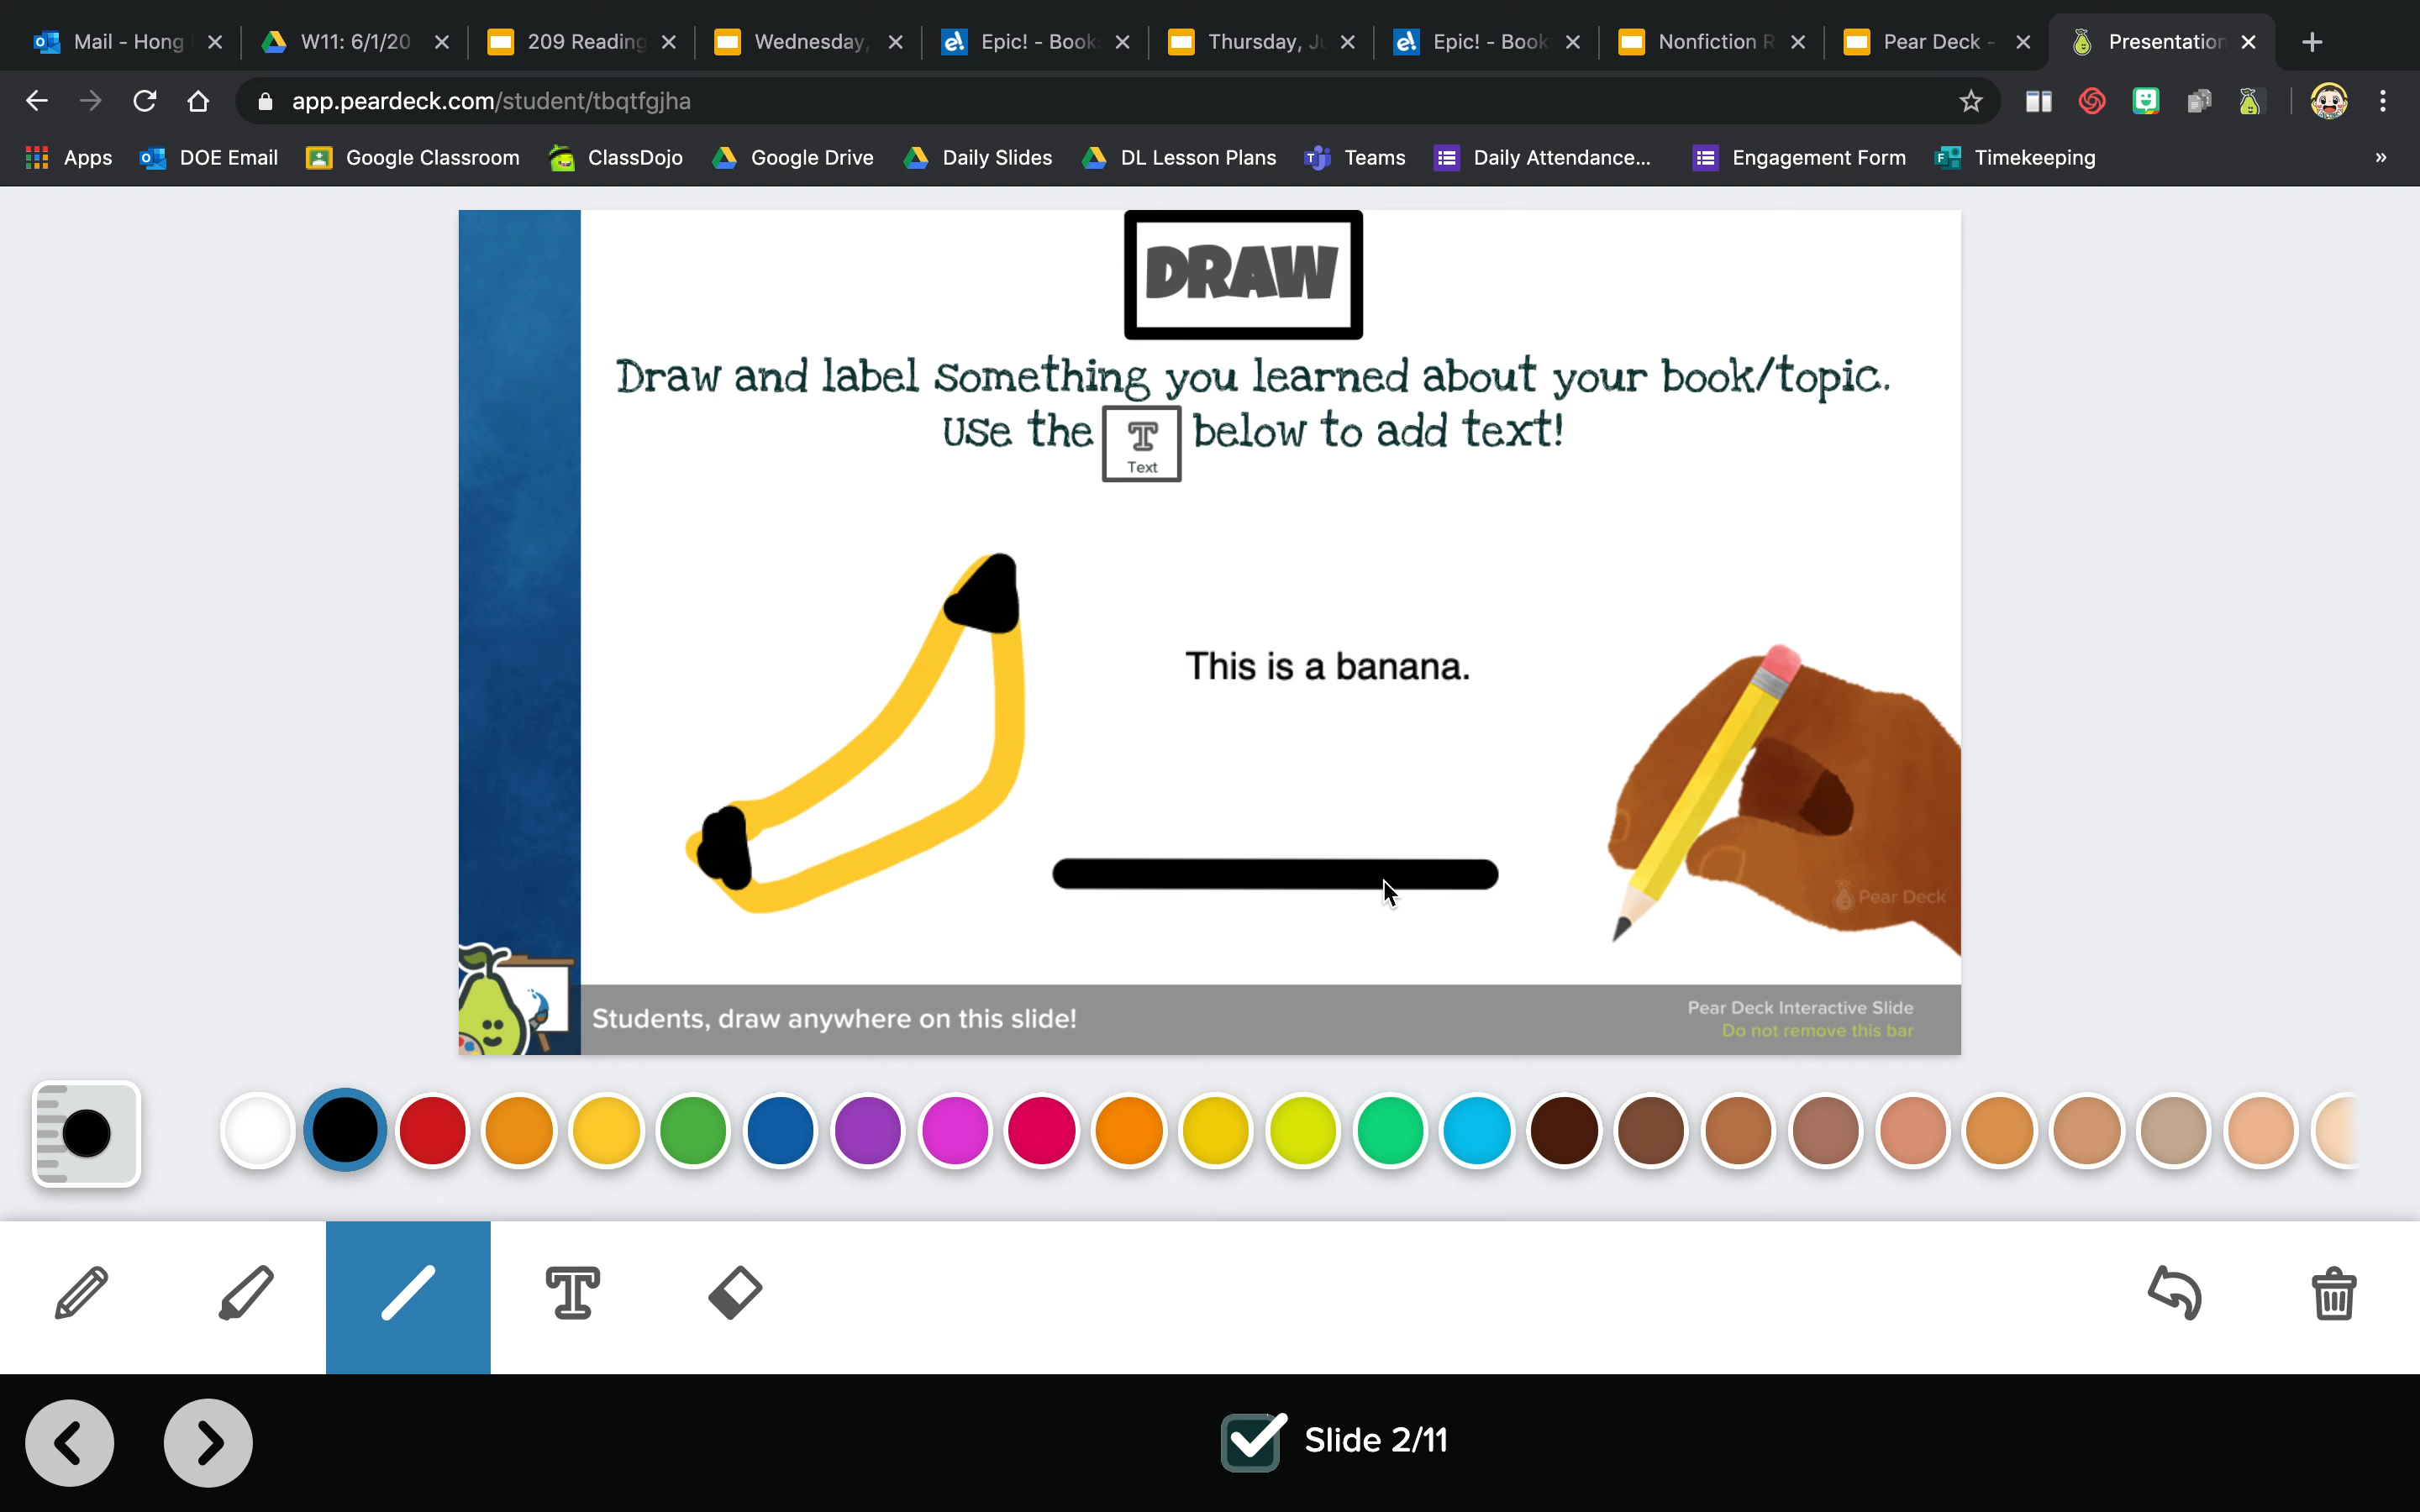 Mail - Hong
W11: 6/1/20
209 Reading
Wednesday,
Epic! - Book
Thursday, Ju
Epic! - Book
Nonfiction R
Pear Deck -
Presentation
app.peardeck.com/student/tbqtfgjha
Apps
DOE Email
Google Classroom
ClassDojo
Google Drive
Daily Slides
DL Lesson Plans
Teams
Daily Attendance...
Engagement Form
Timekeeping
»
DRAW
Draw and label something you learned about your book/topic.
Use the T Text below to add text!
This is a banana.
Pear Deck
Students, draw anywhere on this slide!
Pear Deck Interactive Slide
Do not remove this bar
T
Slide 2/11